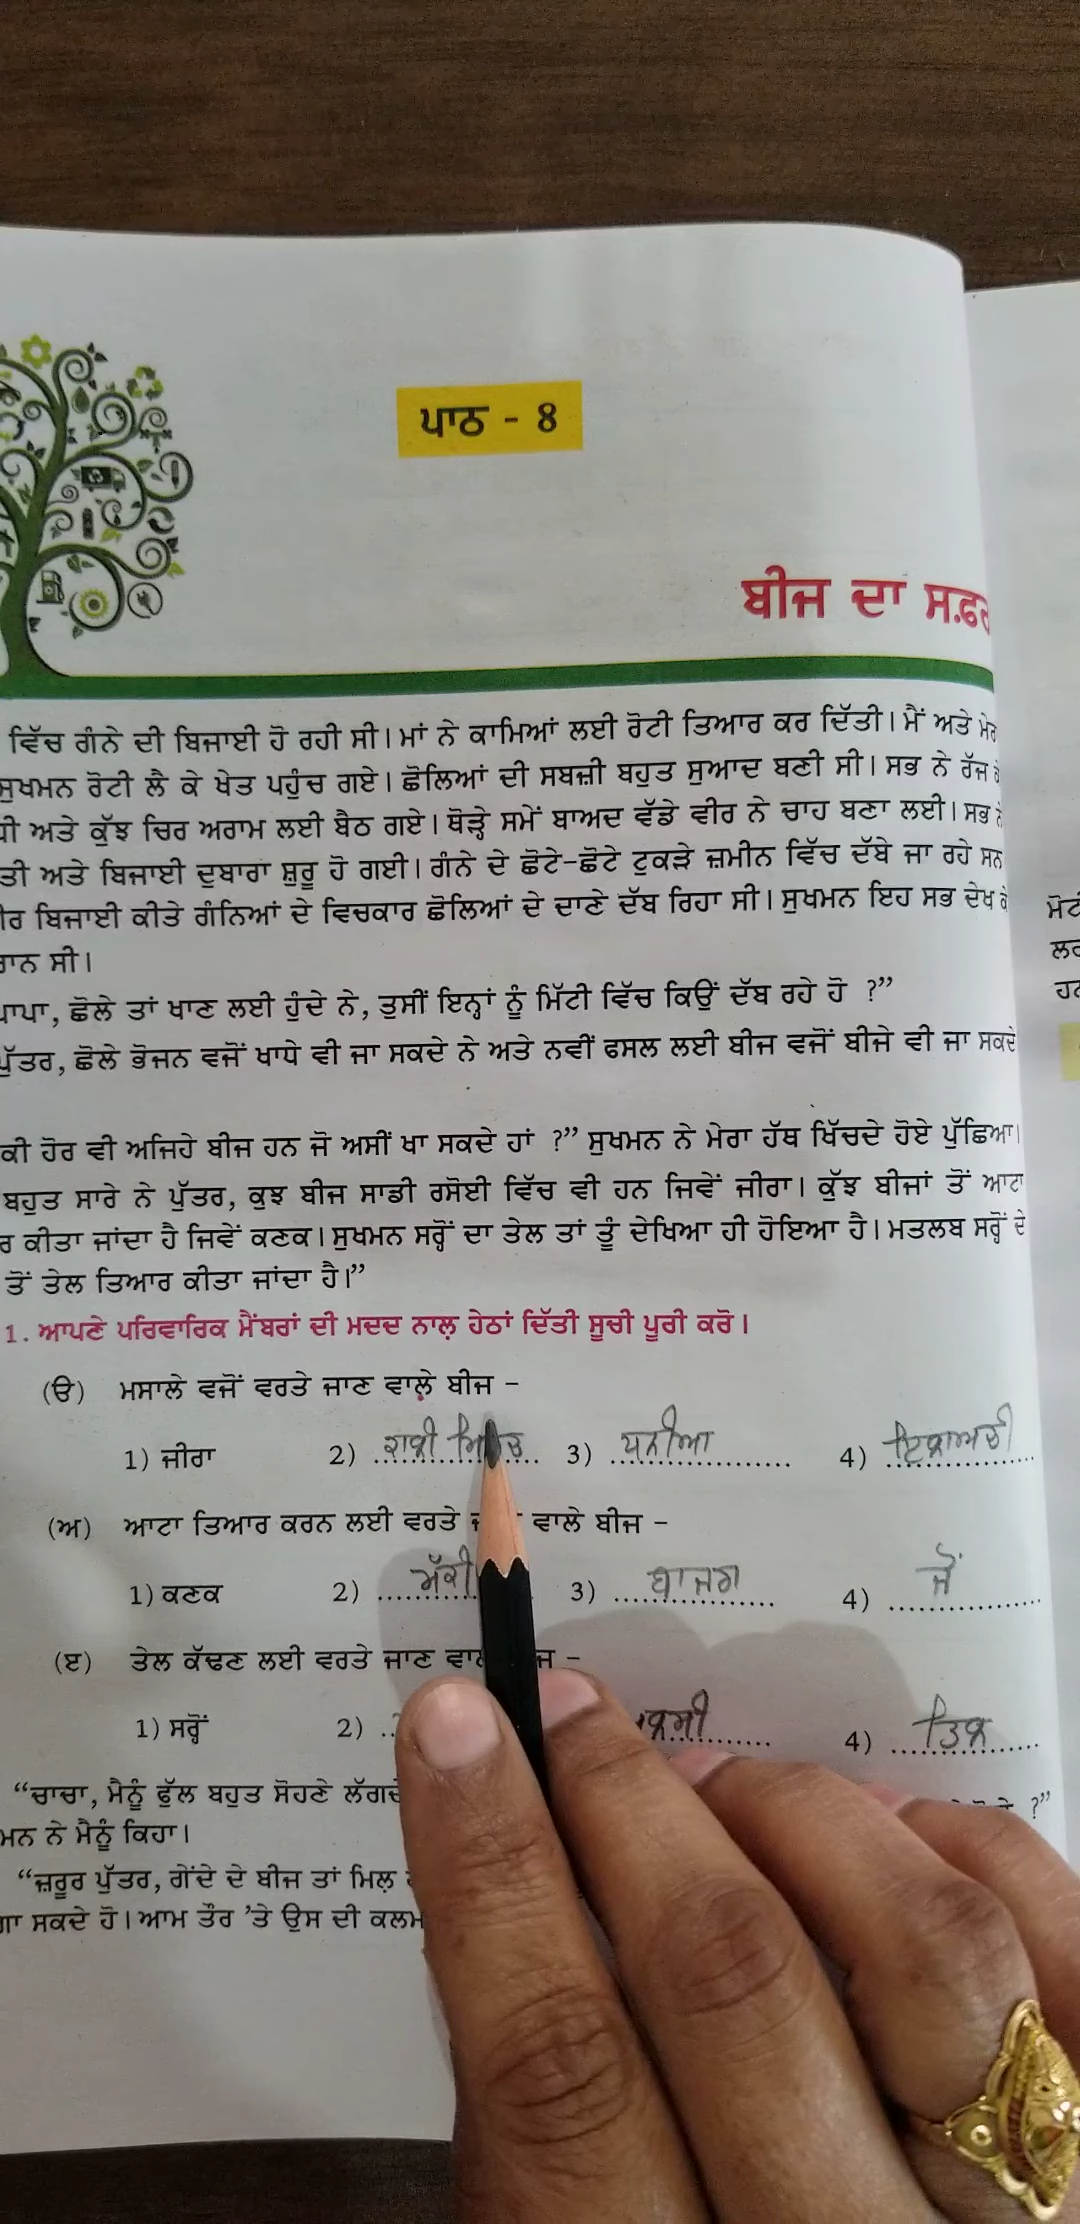 ਪਾਠ - 8
ਬੀਜ ਦਾ ਸਫ਼ਰ
ਵਿੱਚ ਗੰਨੇ ਦੀ ਬਿਜਾਈ ਹੋ ਰਹੀ ਸੀ। ਮਾਂ ਨੇ ਕਾਮਿਆਂ ਲਈ ਰੋਟੀ ਤਿਆਰ ਕਰ ਦਿੱਤੀ। ਮੈਂ ਅਤੇ ਮੇਰ
ਸੁਖਮਨ ਰੋਟੀ ਲੈ ਕੇ ਖੇਤ ਪਹੁੰਚ ਗਏ। ਛੋਲਿਆਂ ਦੀ ਸਬਜ਼ੀ ਬਹੁਤ ਸੁਆਦ ਬਣੀ ਸੀ। ਸਭ ਨੇ ਰੱਜ
ਅਤੇ ਕੁੱਝ ਚਿਰ ਅਰਾਮ ਲਈ ਬੈਠ ਗਏ। ਥੋੜ੍ਹੇ ਸਮੇਂ ਬਾਅਦ ਵੱਡੇ ਵੀਰ ਨੇ ਚਾਹ ਬਣਾ ਲਈ। ਸਭ ਨੇ
ਤੀ ਅਤੇ ਬਿਜਾਈ ਦੁਬਾਰਾ ਸ਼ੁਰੂ ਹੋ ਗਈ। ਗੰਨੇ ਦੇ ਛੋਟੇ-ਛੋਟੇ ਟੁਕੜੇ ਜ਼ਮੀਨ ਵਿੱਚ ਦੱਬੇ ਜਾ ਰਹੇ ਸਨ
ਰ ਬਿਜਾਈ ਕੀਤੇ ਗੰਨਿਆਂ ਦੇ ਵਿਚਕਾਰ ਛੋਲਿਆਂ ਦੇ ਦਾਣੇ ਦੱਬ ਰਿਹਾ ਸੀ। ਸੁਖਮਨ ਇਹ ਸਭ ਦੇਖ ਕੇ
ਰਾਨ ਸੀ।
ਪਾਪਾ, ਛੋਲੇ ਤਾਂ ਖਾਣ ਲਈ ਹੁੰਦੇ ਨੇ, ਤੁਸੀਂ ਇਨ੍ਹਾਂ ਨੂੰ ਮਿੱਟੀ ਵਿੱਚ ਕਿਉਂ ਦੱਬ ਰਹੇ ਹੋ ?”
ਪੁੱਤਰ, ਛੋਲੇ ਭੋਜਨ ਵਜੋਂ ਖਾਧੇ ਵੀ ਜਾ ਸਕਦੇ ਨੇ ਅਤੇ ਨਵੀਂ ਫਸਲ ਲਈ ਬੀਜ ਵਜੋਂ ਬੀਜੇ ਵੀ ਜਾ ਸਕਦੇ
ਕੀ ਹੋਰ ਵੀ ਅਜਿਹੇ ਬੀਜ ਹਨ ਜੋ ਅਸੀਂ ਖਾ ਸਕਦੇ ਹਾਂ ?” ਸੁਖਮਨ ਨੇ ਮੇਰਾ ਹੱਥ ਖਿੱਚਦੇ ਹੋਏ ਪੁੱਛਿਆ।
ਬਹੁਤ ਸਾਰੇ ਨੇ ਪੁੱਤਰ, ਕੁਝ ਬੀਜ ਸਾਡੀ ਰਸੋਈ ਵਿੱਚ ਵੀ ਹਨ ਜਿਵੇਂ ਜੀਰਾ। ਕੁੱਝ ਬੀਜਾਂ ਤੋਂ ਆਟਾ
ਰ ਕੀਤਾ ਜਾਂਦਾ ਹੈ ਜਿਵੇਂ ਕਣਕ। ਸੁਖਮਨ ਸਰ੍ਹੋਂ ਦਾ ਤੇਲ ਤਾਂ ਤੂੰ ਦੇਖਿਆ ਹੀ ਹੋਇਆ ਹੈ। ਮਤਲਬ ਸਰ੍ਹੋਂ ਦੇ
ਤੋਂ ਤੇਲ ਤਿਆਰ ਕੀਤਾ ਜਾਂਦਾ ਹੈ।”
1. ਆਪਣੇ ਪਰਿਵਾਰਿਕ ਮੈਂਬਰਾਂ ਦੀ ਮਦਦ ਨਾਲ਼ ਹੇਠਾਂ ਦਿੱਤੀ ਸੂਚੀ ਪੂਰੀ ਕਰੋ।
(ੳ) ਮਸਾਲੇ ਵਜੋਂ ਵਰਤੇ ਜਾਣ ਵਾਲ਼ੇ ਬੀਜ –
1) ਜੀਰਾ 2) 3) ਧਨੀਆ 4)
(ਅ) ਆਟਾ ਤਿਆਰ ਕਰਨ ਲਈ ਵਰਤੇ ਵਾਲੇ ਬੀਜ –
1) ਕਣਕ 2) ਮੱਕੀ 3) ਬਾਜਰਾ 4) ਜੌਂ
(ੲ) ਤੇਲ ਕੱਢਣ ਲਈ ਵਰਤੇ ਜਾਣ ਵਾਲ ਜ –
1) ਸਰ੍ਹੋਂ 2) 4) ਤਿਲ
“ਚਾਚਾ, ਮੈਨੂੰ ਫੁੱਲ ਬਹੁਤ ਸੋਹਣੇ ਲੱਗਦੇ ?”
ਮਨ ਨੇ ਮੈਨੂੰ ਕਿਹਾ।
“ਜ਼ਰੂਰ ਪੁੱਤਰ, ਗੇਂਦੇ ਦੇ ਬੀਜ ਤਾਂ ਮਿਲ਼
ਗਾ ਸਕਦੇ ਹੋ। ਆਮ ਤੌਰ ’ਤੇ ਉਸ ਦੀ ਕਲਮ